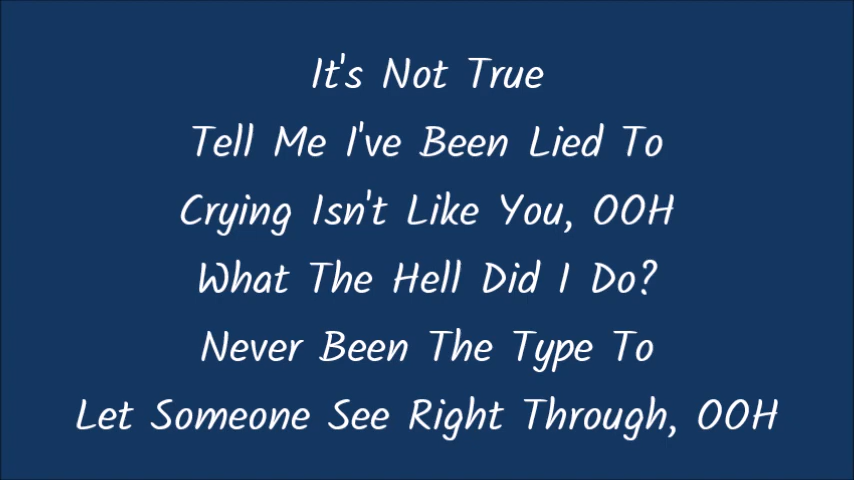 It's Not True
Tell Me I've Been Lied To
Crying Isn't Like You, OOH
What The Hell Did I Do?
Never Been The Type To
Let Someone See Right Through, OOH